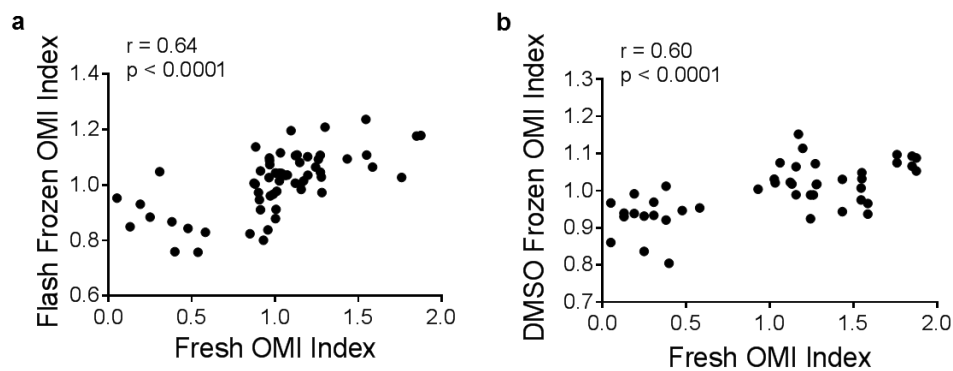 a
r = 0.64
p < 0.0001
Flash Frozen OMI Index
1.4
1.2
1.0
0.8
0.6
0.0 0.5 1.0 1.5 2.0
Fresh OMI Index
b
r = 0.60
p < 0.0001
DMSO Frozen OMI Index
1.3
1.2
1.1
1.0
0.9
0.8
0.7
0.0 0.5 1.0 1.5 2.0
Fresh OMI Index